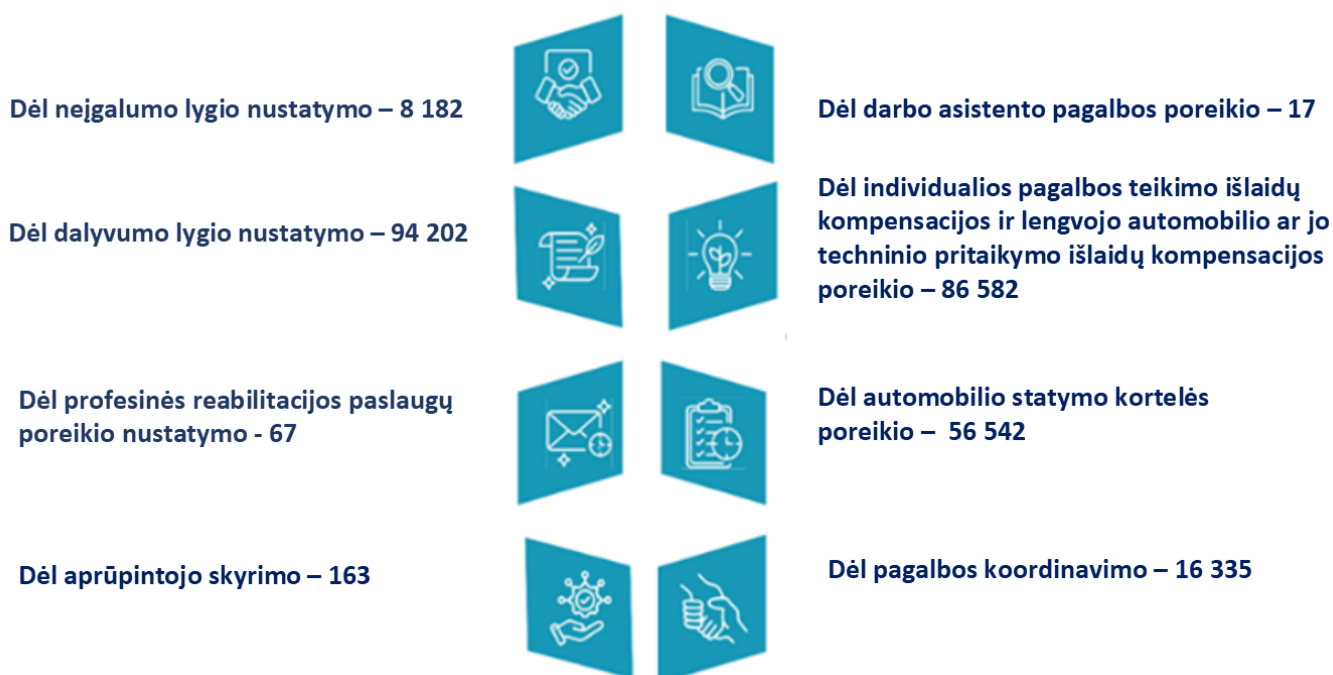 Dėl neįgalumo lygio nustatymo – 8 182
Dėl darbo asistento pagalbos poreikio – 17
Dėl dalyvumo lygio nustatymo – 94 202
Dėl individualios pagalbos teikimo išlaidų
kompensacijos ir lengvojo automobilio ar jo
techninio pritaikymo išlaidų kompensacijos
poreikio – 86 582
Dėl profesinės reabilitacijos paslaugų
poreikio nustatymo - 67
Dėl automobilio statymo kortelės
poreikio – 56 542
Dėl aprūpintojo skyrimo – 163
Dėl pagalbos koordinavimo – 16 335